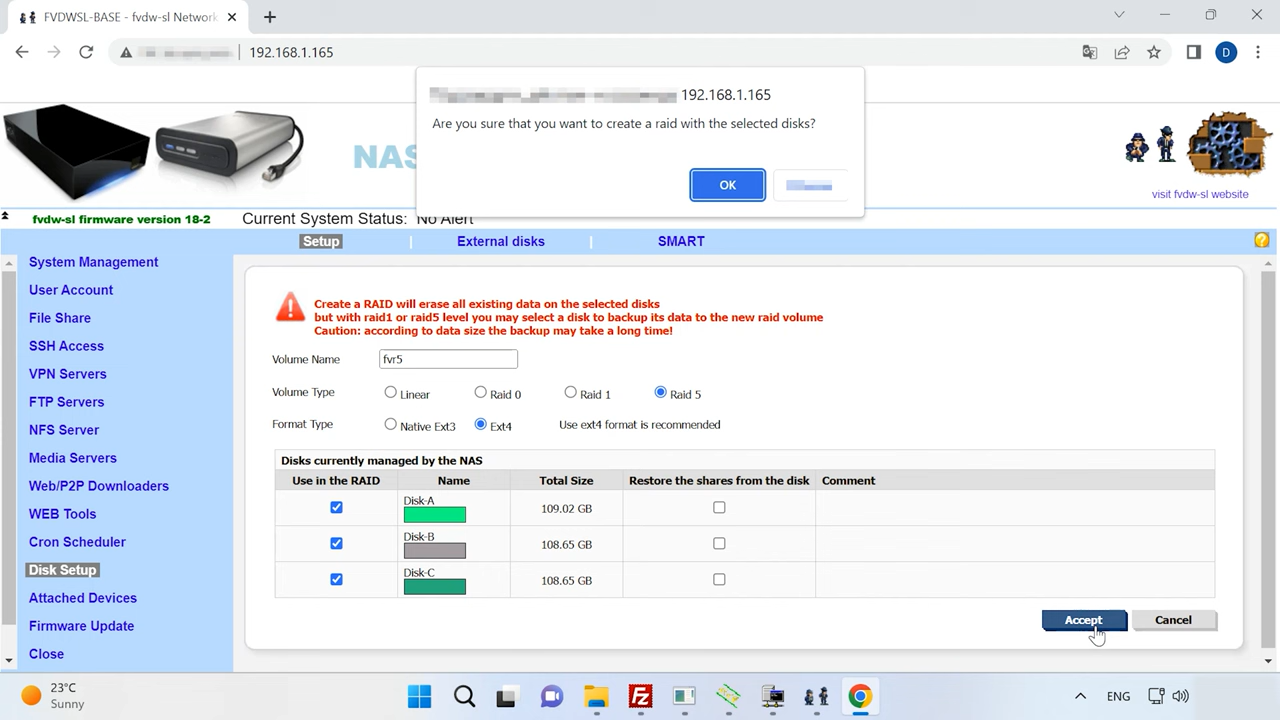 FVDWSL-BASE - fvdw-sl Network
192.168.1.165
D
192.168.1.165
Are you sure that you want to create a raid with the selected disks?
OK
NAS
visit fvdw-sl website
fvdw-sl firmware version 18-2
Current System Status: No Alert
Setup | External disks | SMART
System Management
User Account
File Share
SSH Access
VPN Servers
FTP Servers
NFS Server
Media Servers
Web/P2P Downloaders
WEB Tools
Cron Scheduler
Disk Setup
Attached Devices
Firmware Update
Close
Create a RAID will erase all existing data on the selected disks
but with raid1 or raid5 level you may select a disk to backup its data to the new raid volume
Caution: according to data size the backup may take a long time!
Volume Name fvr5
Volume Type Linear Raid 0 Raid 1 Raid 5
Format Type Native Ext3 Ext4 Use ext4 format is recommended
Disks currently managed by the NAS
Use in the RAID Name Total Size Restore the shares from the disk Comment
Disk-A 109.02 GB
Disk-B 108.65 GB
Disk-C 108.65 GB
Accept Cancel
23°C
Sunny
ENG